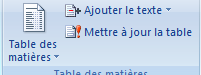 Ajouter le texte
Mettre à jour la table
Table des
matières
Table des matières